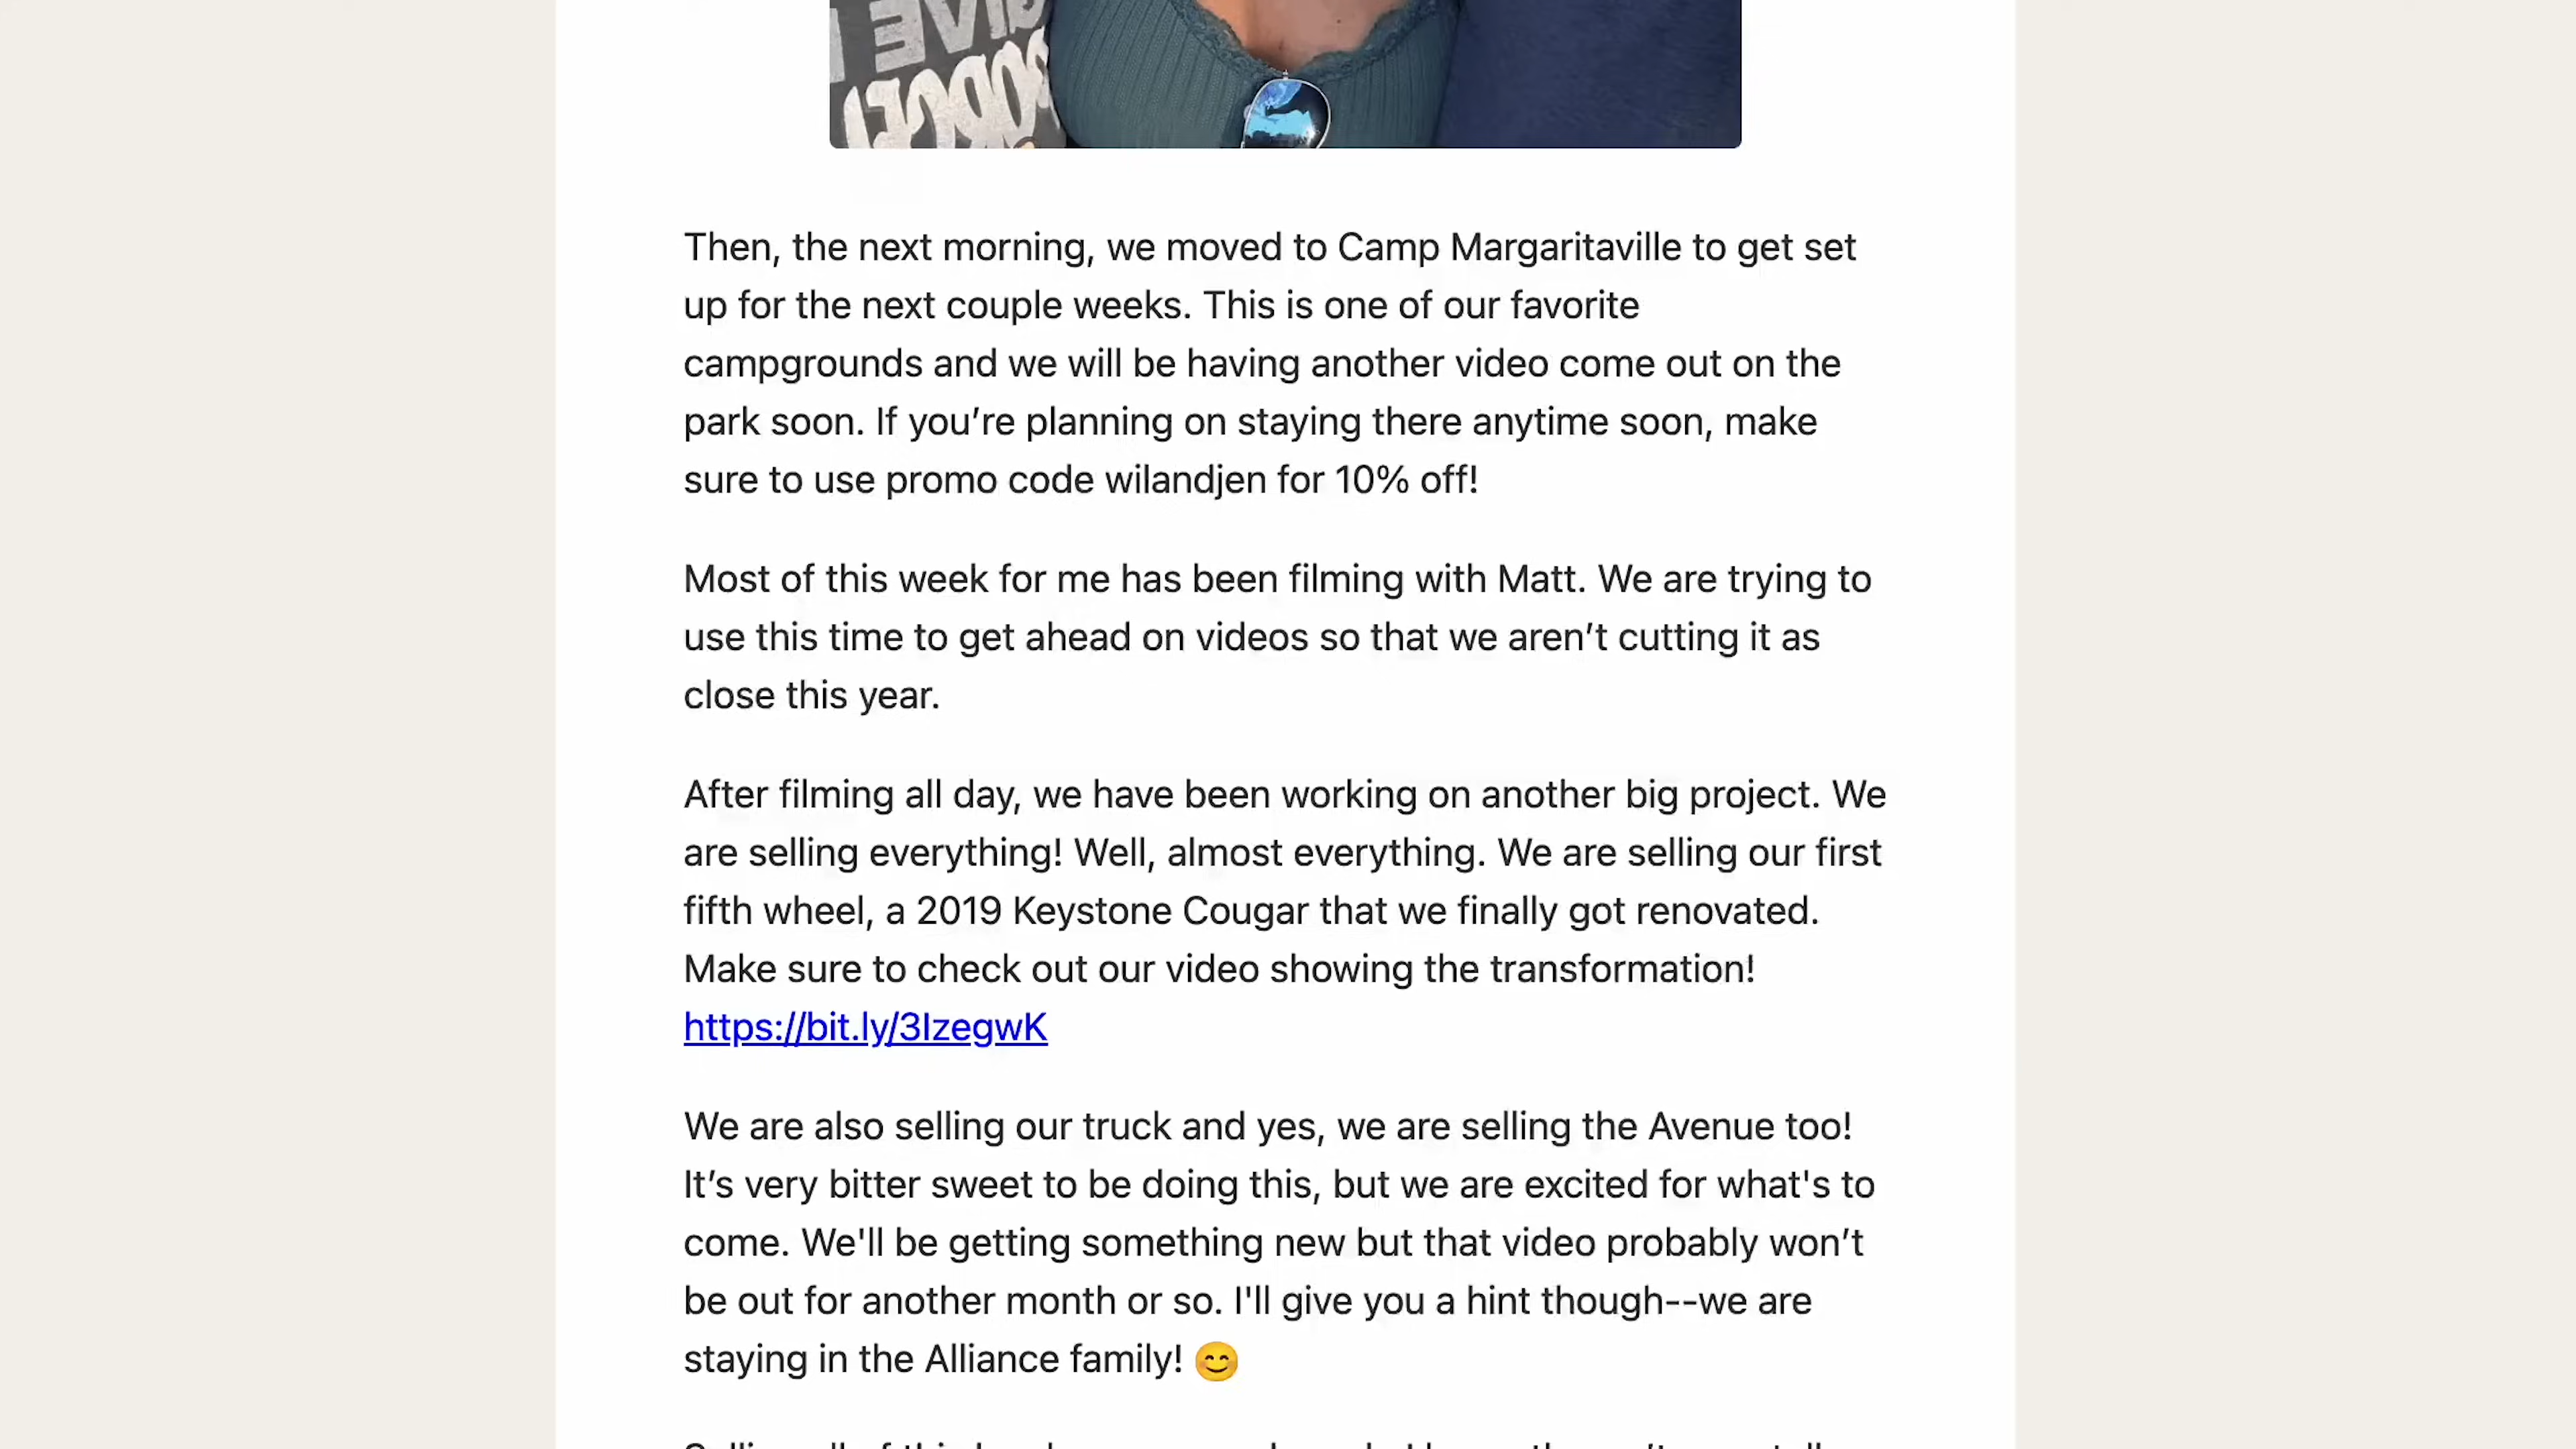 Then, the next morning, we moved to Camp Margaritaville to get set
up for the next couple weeks. This is one of our favorite
campgrounds and we will be having another video come out on the
park soon. If you’re planning on staying there anytime soon, make
sure to use promo code wilandjen for 10% off!
Most of this week for me has been filming with Matt. We are trying to
use this time to get ahead on videos so that we aren’t cutting it as
close this year.
After filming all day, we have been working on another big project. We
are selling everything! Well, almost everything. We are selling our first
fifth wheel, a 2019 Keystone Cougar that we finally got renovated.
Make sure to check out our video showing the transformation!
https://bit.ly/3IzegwK
We are also selling our truck and yes, we are selling the Avenue too!
It’s very bitter sweet to be doing this, but we are excited for what's to
come. We'll be getting something new but that video probably won’t
be out for another month or so. I'll give you a hint though--we are
staying in the Alliance family! 😊